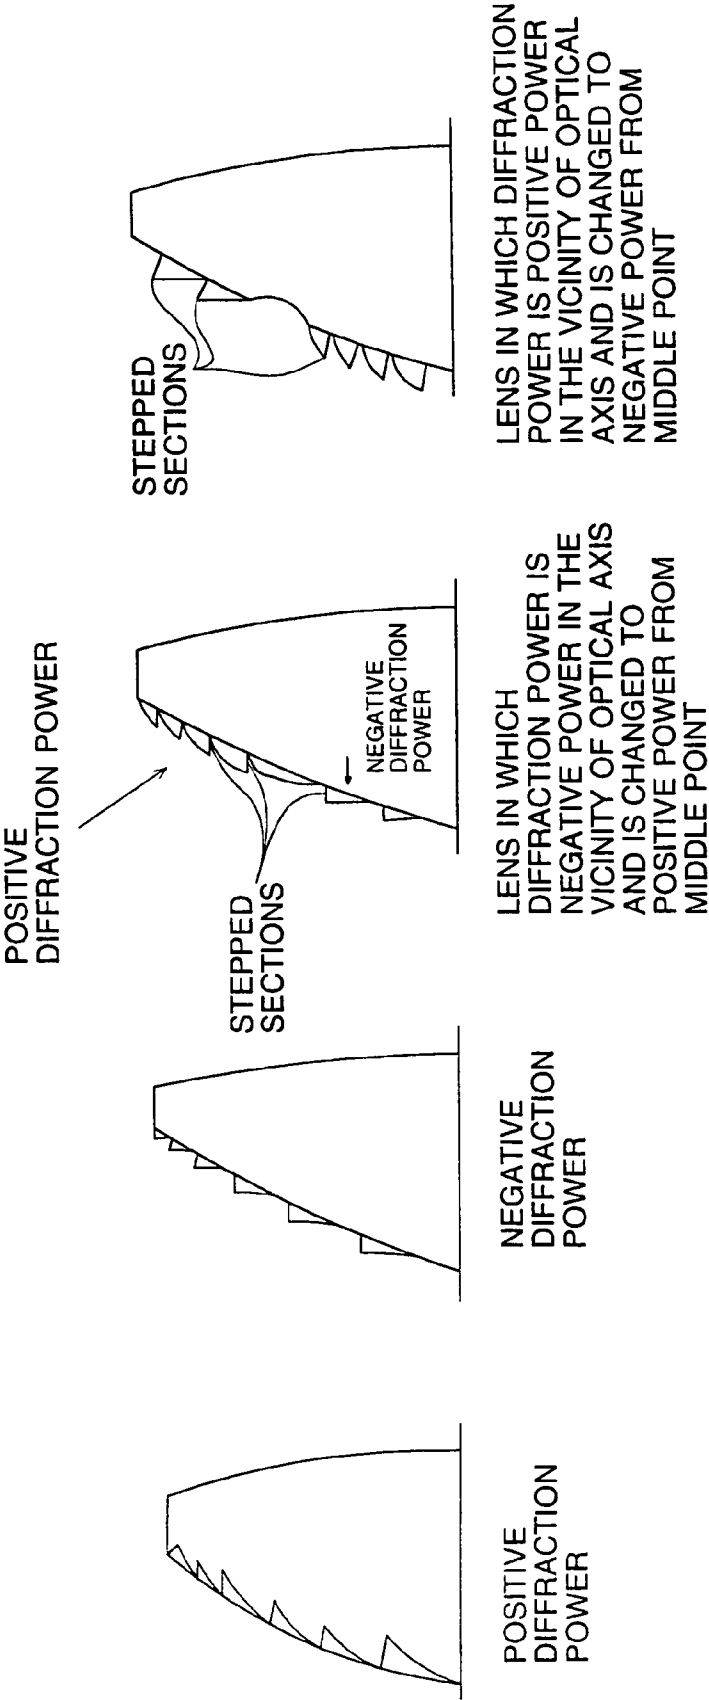 POSITIVE
DIFFRACTION
POWER
NEGATIVE
DIFFRACTION
POWER
POSITIVE
DIFFRACTION POWER
STEPPED
SECTIONS
NEGATIVE
DIFFRACTION
POWER
LENS IN WHICH
DIFFRACTION POWER IS
NEGATIVE POWER IN THE
VICINITY OF OPTICAL AXIS
AND IS CHANGED TO
POSITIVE POWER FROM
MIDDLE POINT
STEPPED
SECTIONS
LENS IN WHICH DIFFRACTION
POWER IS POSITIVE POWER
IN THE VICINITY OF OPTICAL
AXIS AND IS CHANGED TO
NEGATIVE POWER FROM
MIDDLE POINT